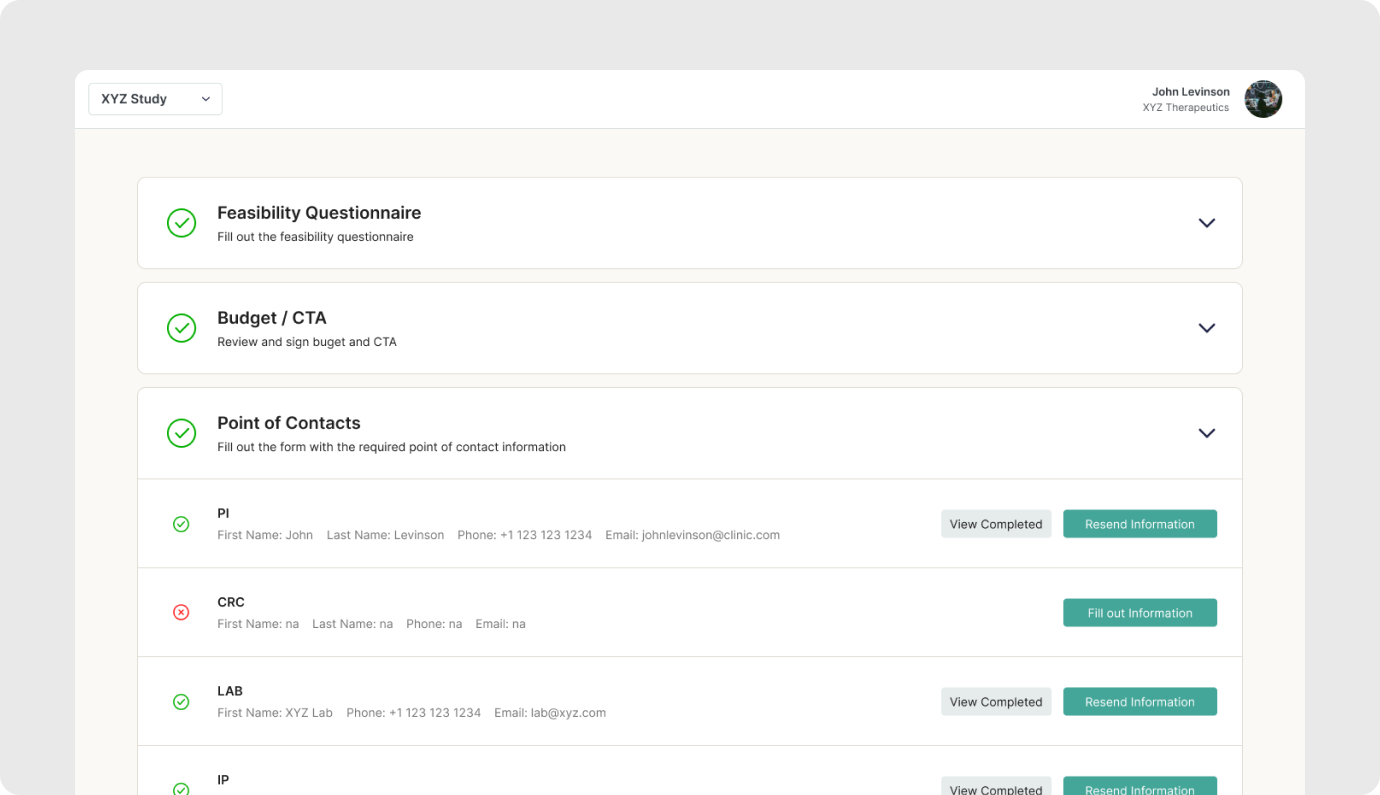 XYZ Study
John Levinson
XYZ Therapeutics
Feasibility Questionnaire
Fill out the feasibility questionnaire
Budget / CTA
Review and sign buget and CTA
Point of Contacts
Fill out the form with the required point of contact information
PI
First Name: John Last Name: Levinson Phone: +1 123 123 1234 Email: johnlevinson@clinic.com
View Completed Resend Information
CRC
First Name: na Last Name: na Phone: na Email: na
Fill out Information
LAB
First Name: XYZ Lab Phone: +1 123 123 1234 Email: lab@xyz.com
View Completed Resend Information
IP
View Completed Resend Information